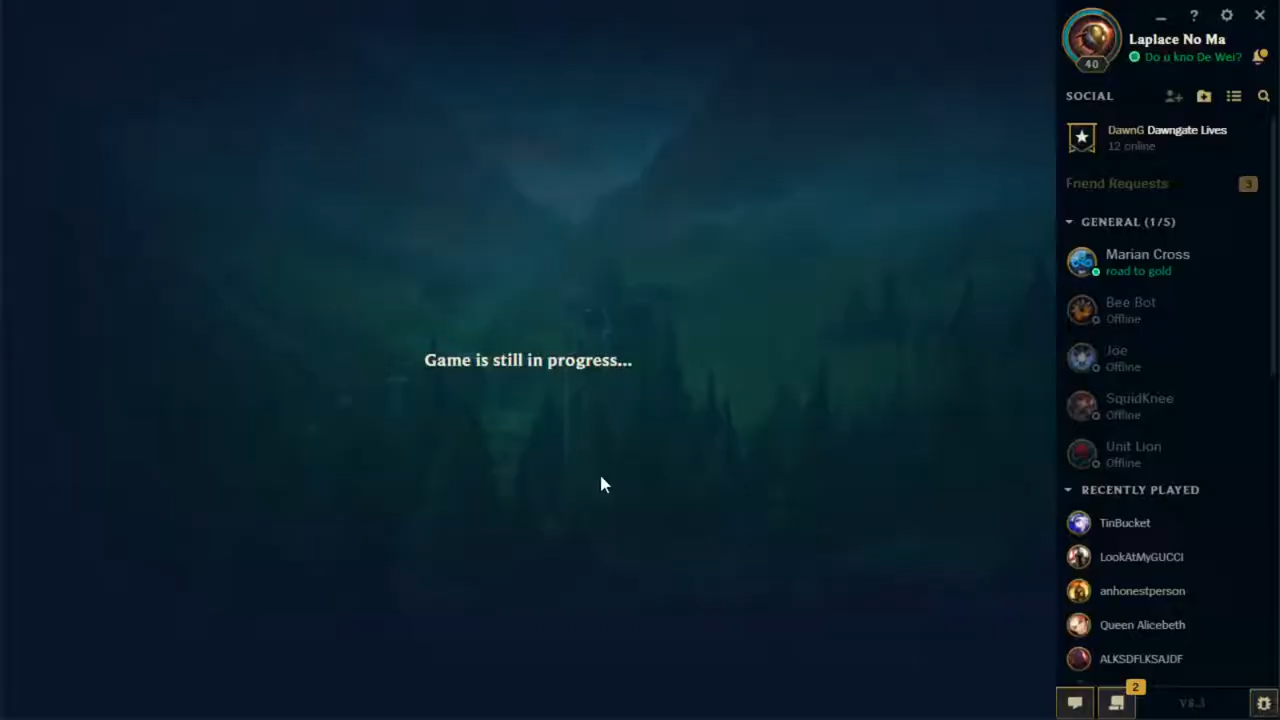 ?
Laplace No Ma
40
Do u kno De Wei?
SOCIAL
DawnG Dawngate Lives
12 online
Friend Requests
3
GENERAL (1/5)
Marian Cross
road to gold
Bee Bot
Offline
Joe
Offline
Game is still in progress...
SquidKnee
Offline
Unit Lion
Offline
RECENTLY PLAYED
TinBucket
LookAtMyGUCCI
anhonestperson
Queen Alicebeth
ALKSDFLKSAJDF
2
V8.3